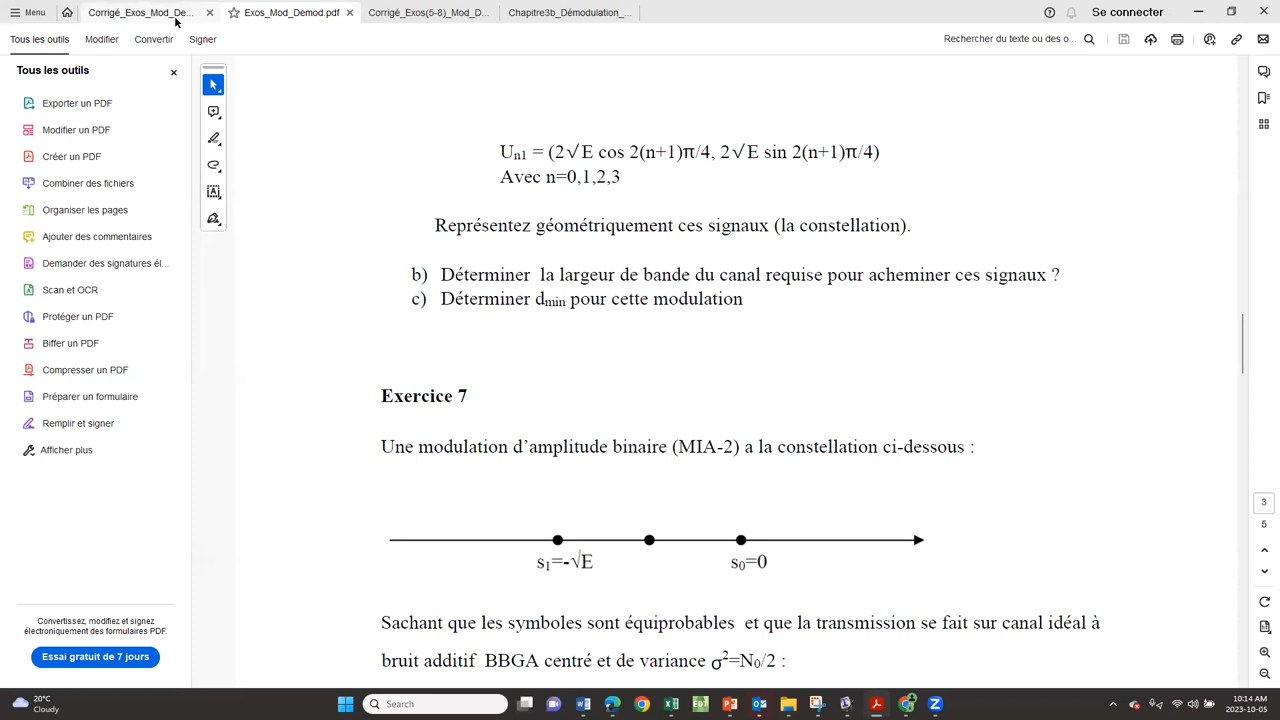 Menu
Corrigé_Exos_Mod_De...
Exos_Mod_Demod.pdf
Corrigé_Exos(5-8)_Mod_D...
Chapitre3b_Démodulation_...
Se connecter
Tous les outils
Modifier
Convertir
Signer
Rechercher du texte ou des o...
Tous les outils
Exporter un PDF
Modifier un PDF
Créer un PDF
Combiner des fichiers
Organiser les pages
Ajouter des commentaires
Demander des signatures él...
Scan et OCR
Protéger un PDF
Biffer un PDF
Compresser un PDF
Préparer un formulaire
Remplir et signer
Afficher plus
Convertissez, modifiez et signez
électroniquement des formulaires PDF.
Essai gratuit de 7 jours
Un1 = (2√E cos 2(n+1)π/4, 2√E sin 2(n+1)π/4)
Avec n=0,1,2,3
Représentez géométriquement ces signaux (la constellation).
b) Déterminer la largeur de bande du canal requise pour acheminer ces signaux ?
c) Déterminer dmin pour cette modulation
Exercice 7
Une modulation d'amplitude binaire (MIA-2) a la constellation ci-dessous :
s1=-√E
s0=0
Sachant que les symboles sont équiprobables et que la transmission se fait sur canal idéal à
bruit additif BBGA centré et de variance σ²=N0/2 :
3
5
20°C
Cloudy
Search
10:14 AM
2023-10-05